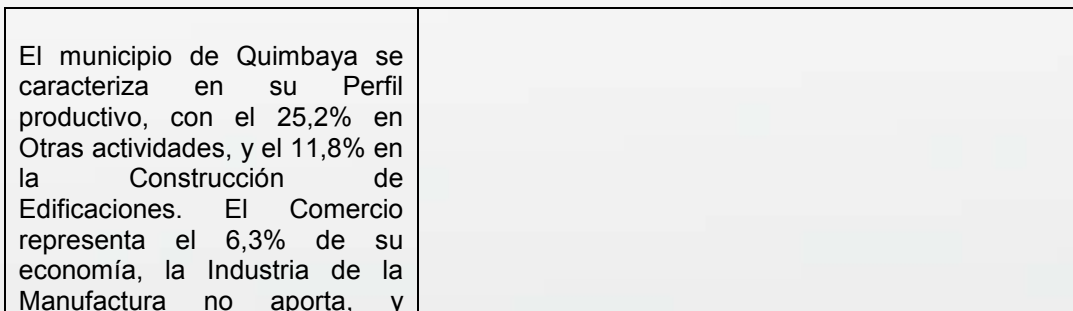 El municipio de Quimbaya se
caracteriza en su Perfil
productivo, con el 25,2% en
Otras actividades, y el 11,8% en
la Construcción de
Edificaciones. El Comercio
representa el 6,3% de su
economía, la Industria de la
Manufactura no aporta, y